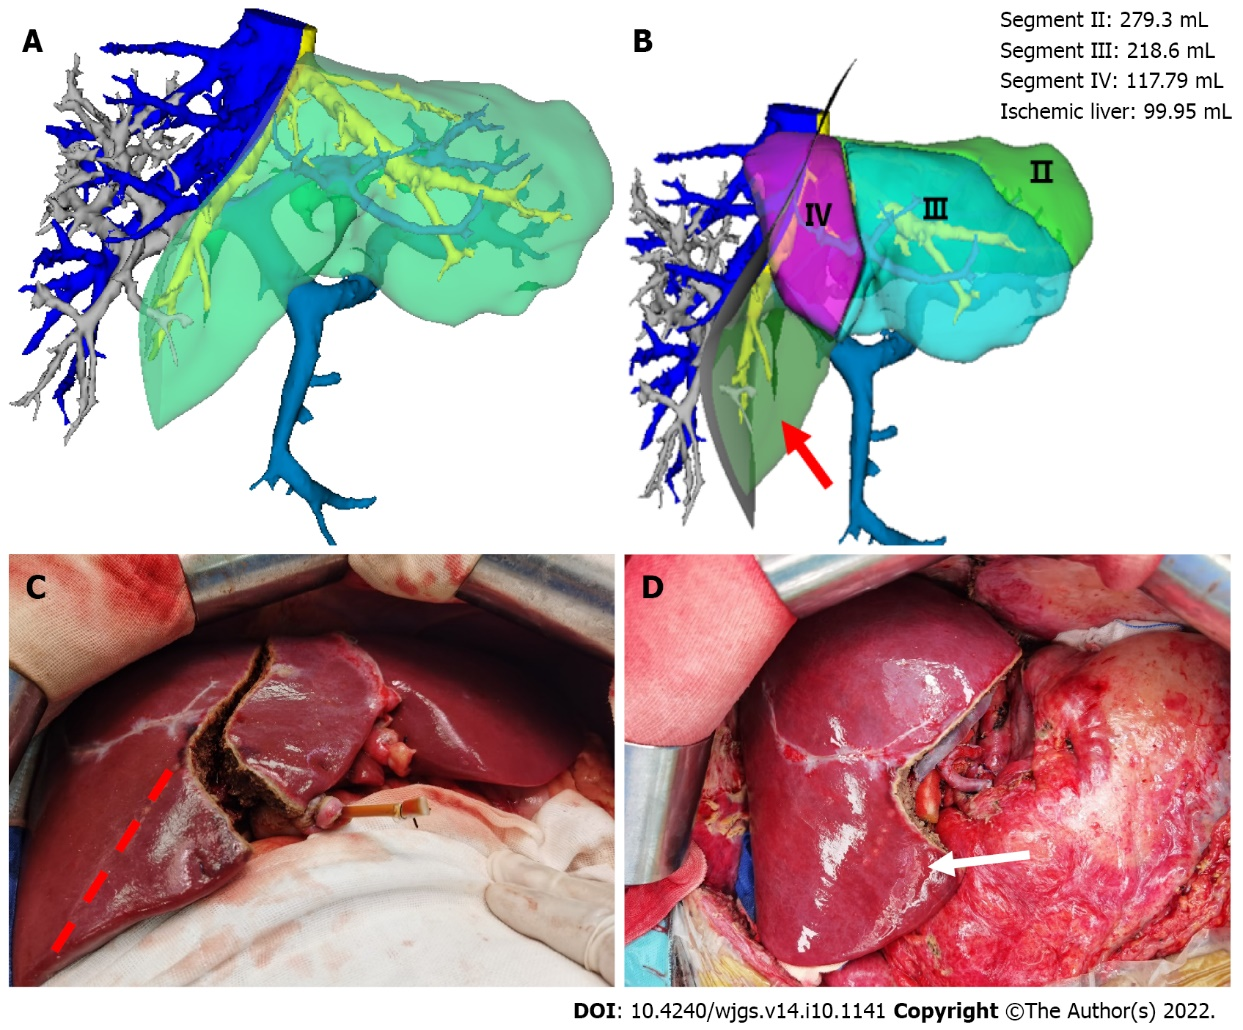 A
B
Segment II: 279.3 mL
Segment III: 218.6 mL
Segment IV: 117.79 mL
Ischemic liver: 99.95 mL
II
III
IV
C
D
DOI: 10.4240/wjgs.v14.i10.1141 Copyright ©The Author(s) 2022.